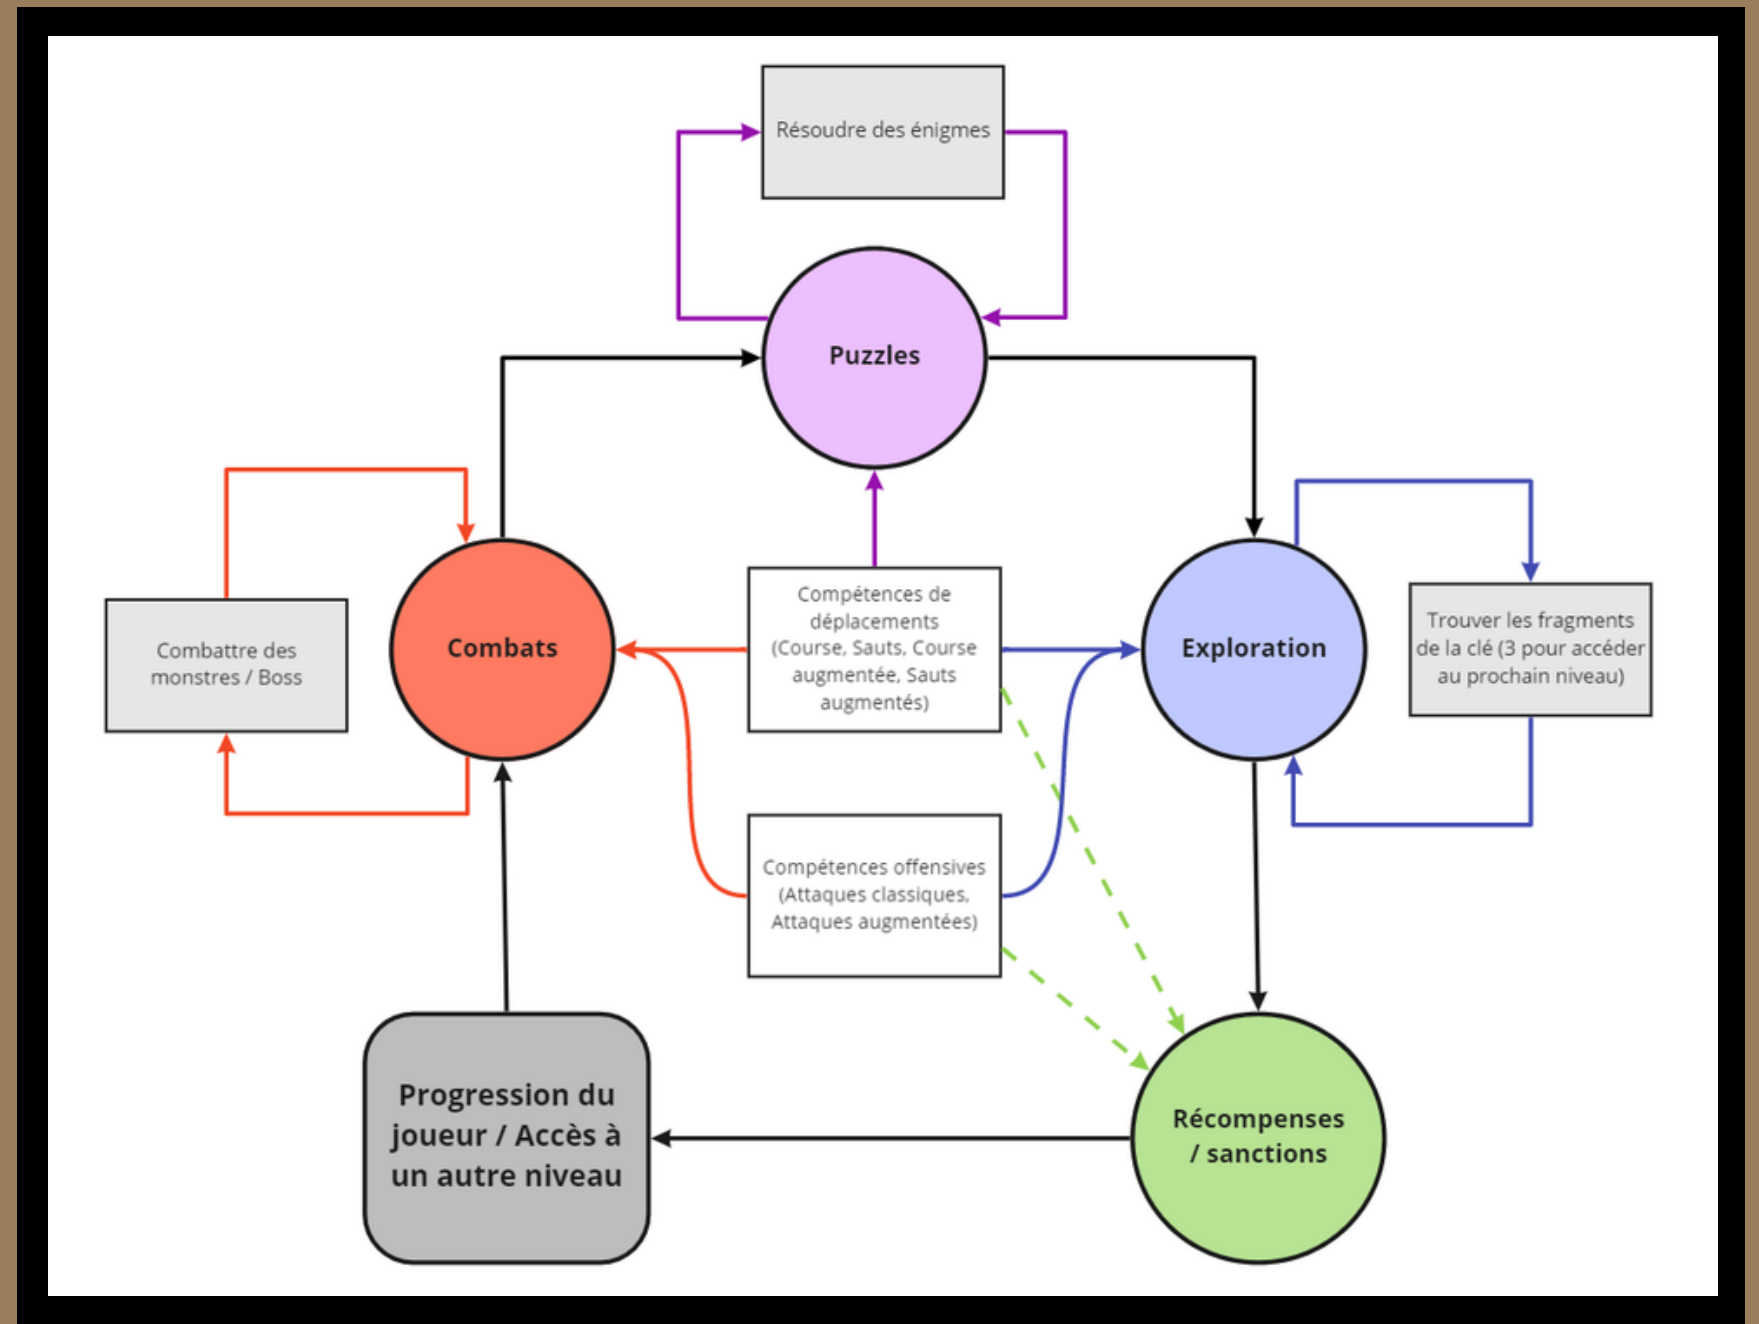 Résoudre des énigmes
Puzzles
Combattre des
monstres / Boss
Combats
Compétences de
déplacements
(Course, Sauts, Course
augmentée, Sauts
augmentés)
Exploration
Trouver les fragments
de la clé (3 pour accéder
au prochain niveau)
Compétences offensives
(Attaques classiques,
Attaques augmentées)
Progression du
joueur / Accès à
un autre niveau
Récompenses
/ sanctions